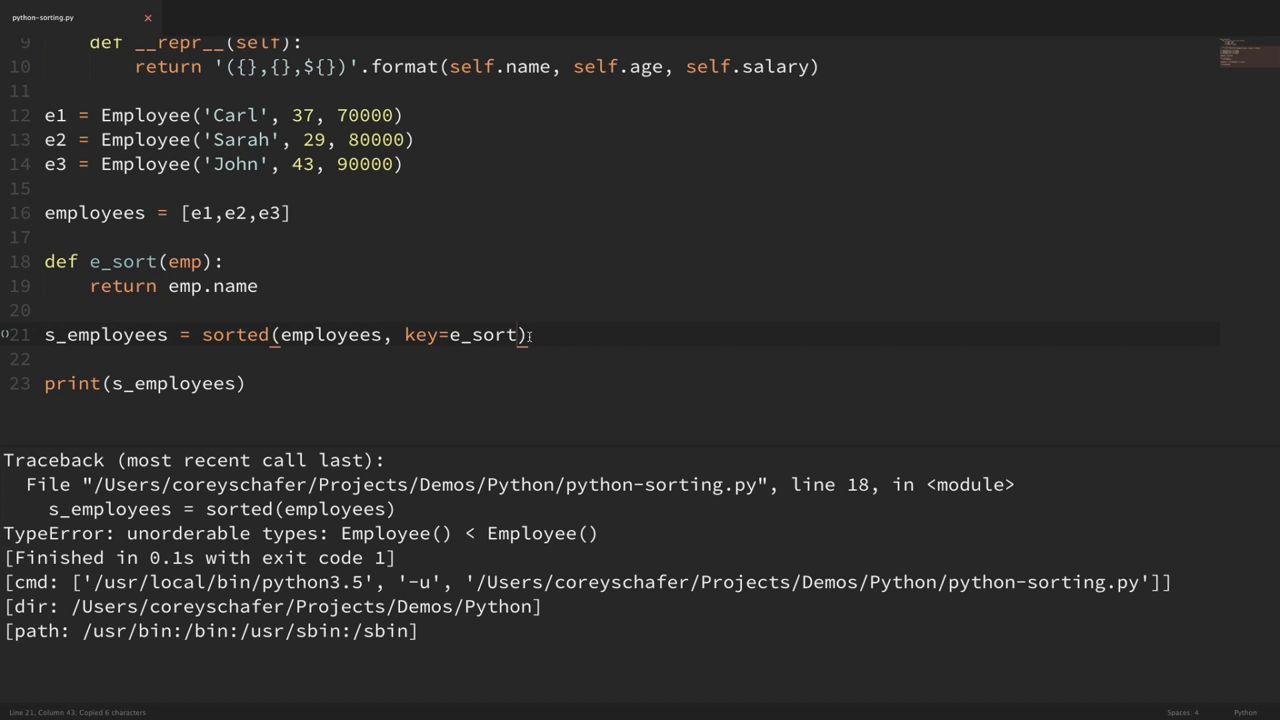 python-sorting.py ×
9     def __repr__(self):
10         return '({},{},${})'.format(self.name, self.age, self.salary)
11
12 e1 = Employee('Carl', 37, 70000)
13 e2 = Employee('Sarah', 29, 80000)
14 e3 = Employee('John', 43, 90000)
15
16 employees = [e1,e2,e3]
17
18 def e_sort(emp):
19     return emp.name
20
()21 s_employees = sorted(employees, key=e_sort)
22
23 print(s_employees)
Traceback (most recent call last):
  File "/Users/coreyschafer/Projects/Demos/Python/python-sorting.py", line 18, in <module>
    s_employees = sorted(employees)
TypeError: unorderable types: Employee() < Employee()
[Finished in 0.1s with exit code 1]
[cmd: ['/usr/local/bin/python3.5', '-u', '/Users/coreyschafer/Projects/Demos/Python/python-sorting.py']]
[dir: /Users/coreyschafer/Projects/Demos/Python]
[path: /usr/bin:/bin:/usr/sbin:/sbin]
Line 21, Column 43; Copied 6 characters Spaces: 4 Python